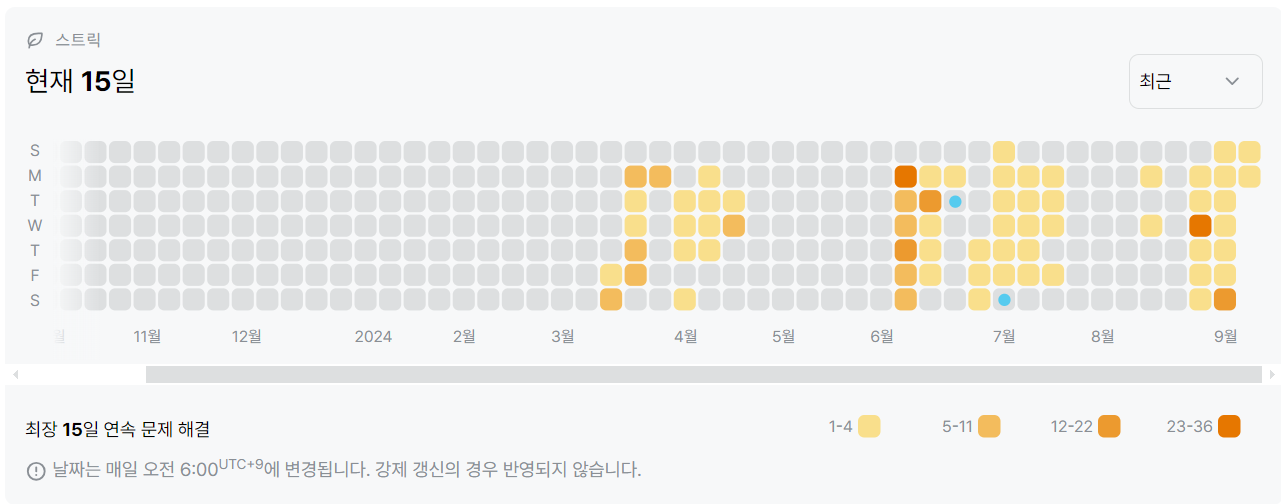 스트릭
현재 15일
최근
S
M
T
W
T
F
S
월 11월 12월 2024 2월 3월 4월 5월 6월 7월 8월 9월
최장 15일 연속 문제 해결
1-4 5-11 12-22 23-36
날짜는 매일 오전 6:00UTC+9에 변경됩니다. 강제 갱신의 경우 반영되지 않습니다.